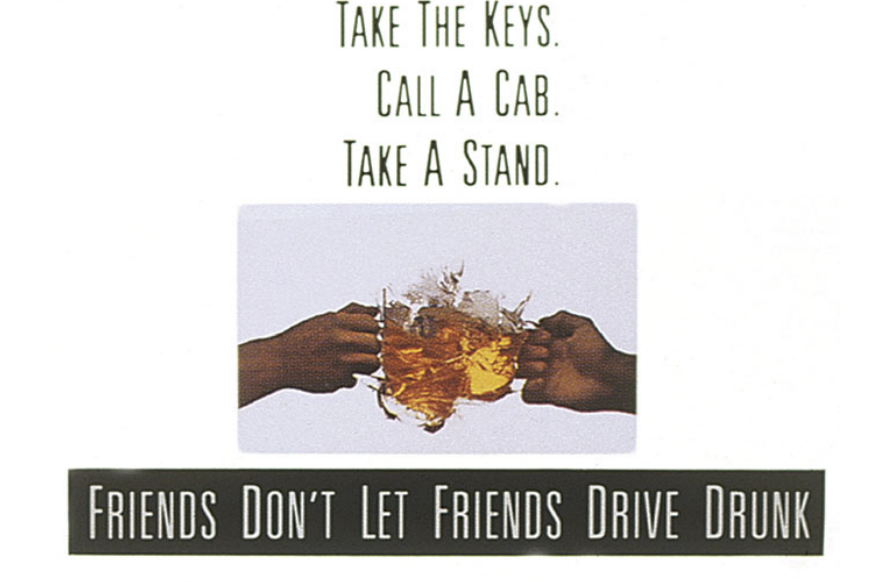 TAKE THE KEYS.
CALL A CAB.
TAKE A STAND.
FRIENDS DON'T LET FRIENDS DRIVE DRUNK